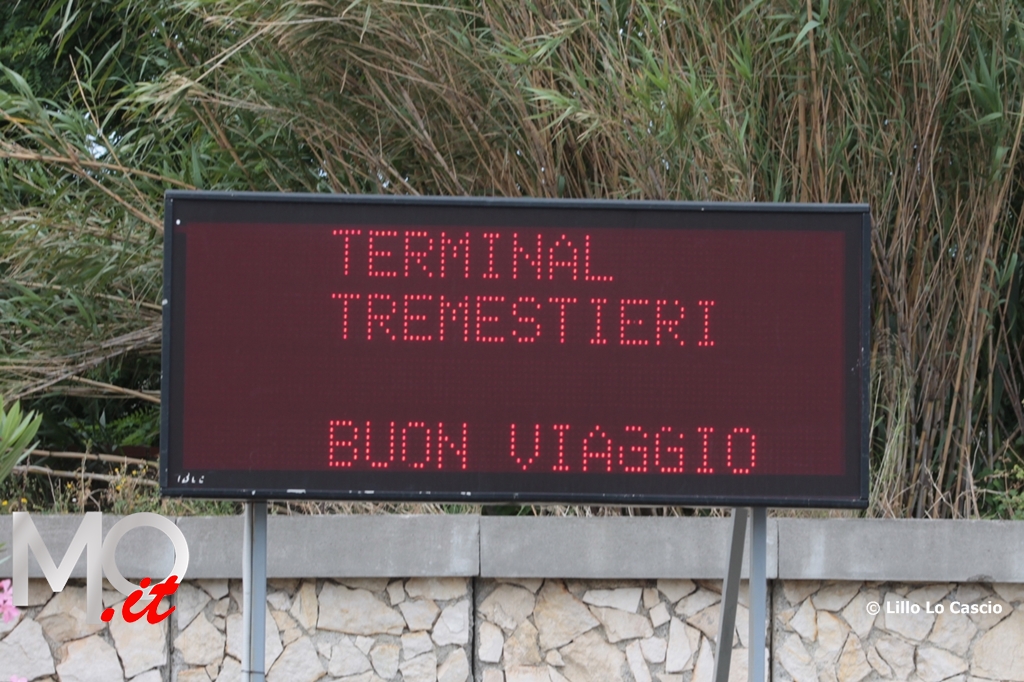 TERMINAL
TREMESTIERI
BUON VIAGGIO
MO.it
© Lillo Lo Cascio